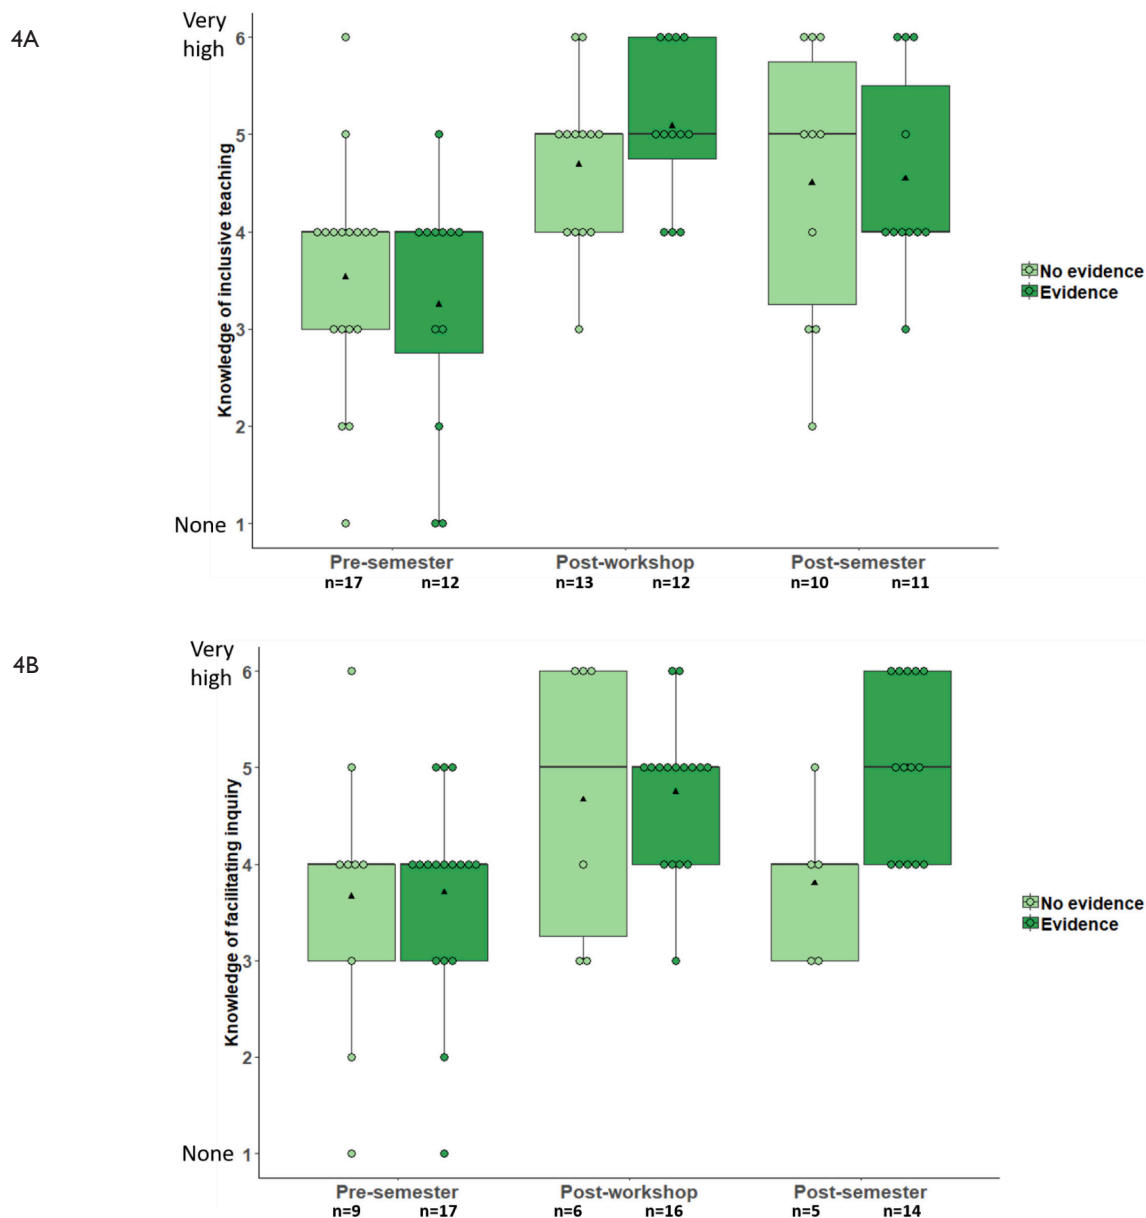 4A
Very
high
6
5
4
3
2
None 1
Knowledge of inclusive teaching
Pre-semester Post-workshop Post-semester
n=17 n=12 n=13 n=12 n=10 n=11
No evidence
Evidence
4B
Very
high
6
5
4
3
2
None 1
Knowledge of facilitating inquiry
Pre-semester Post-workshop Post-semester
n=9 n=17 n=6 n=16 n=5 n=14
No evidence
Evidence